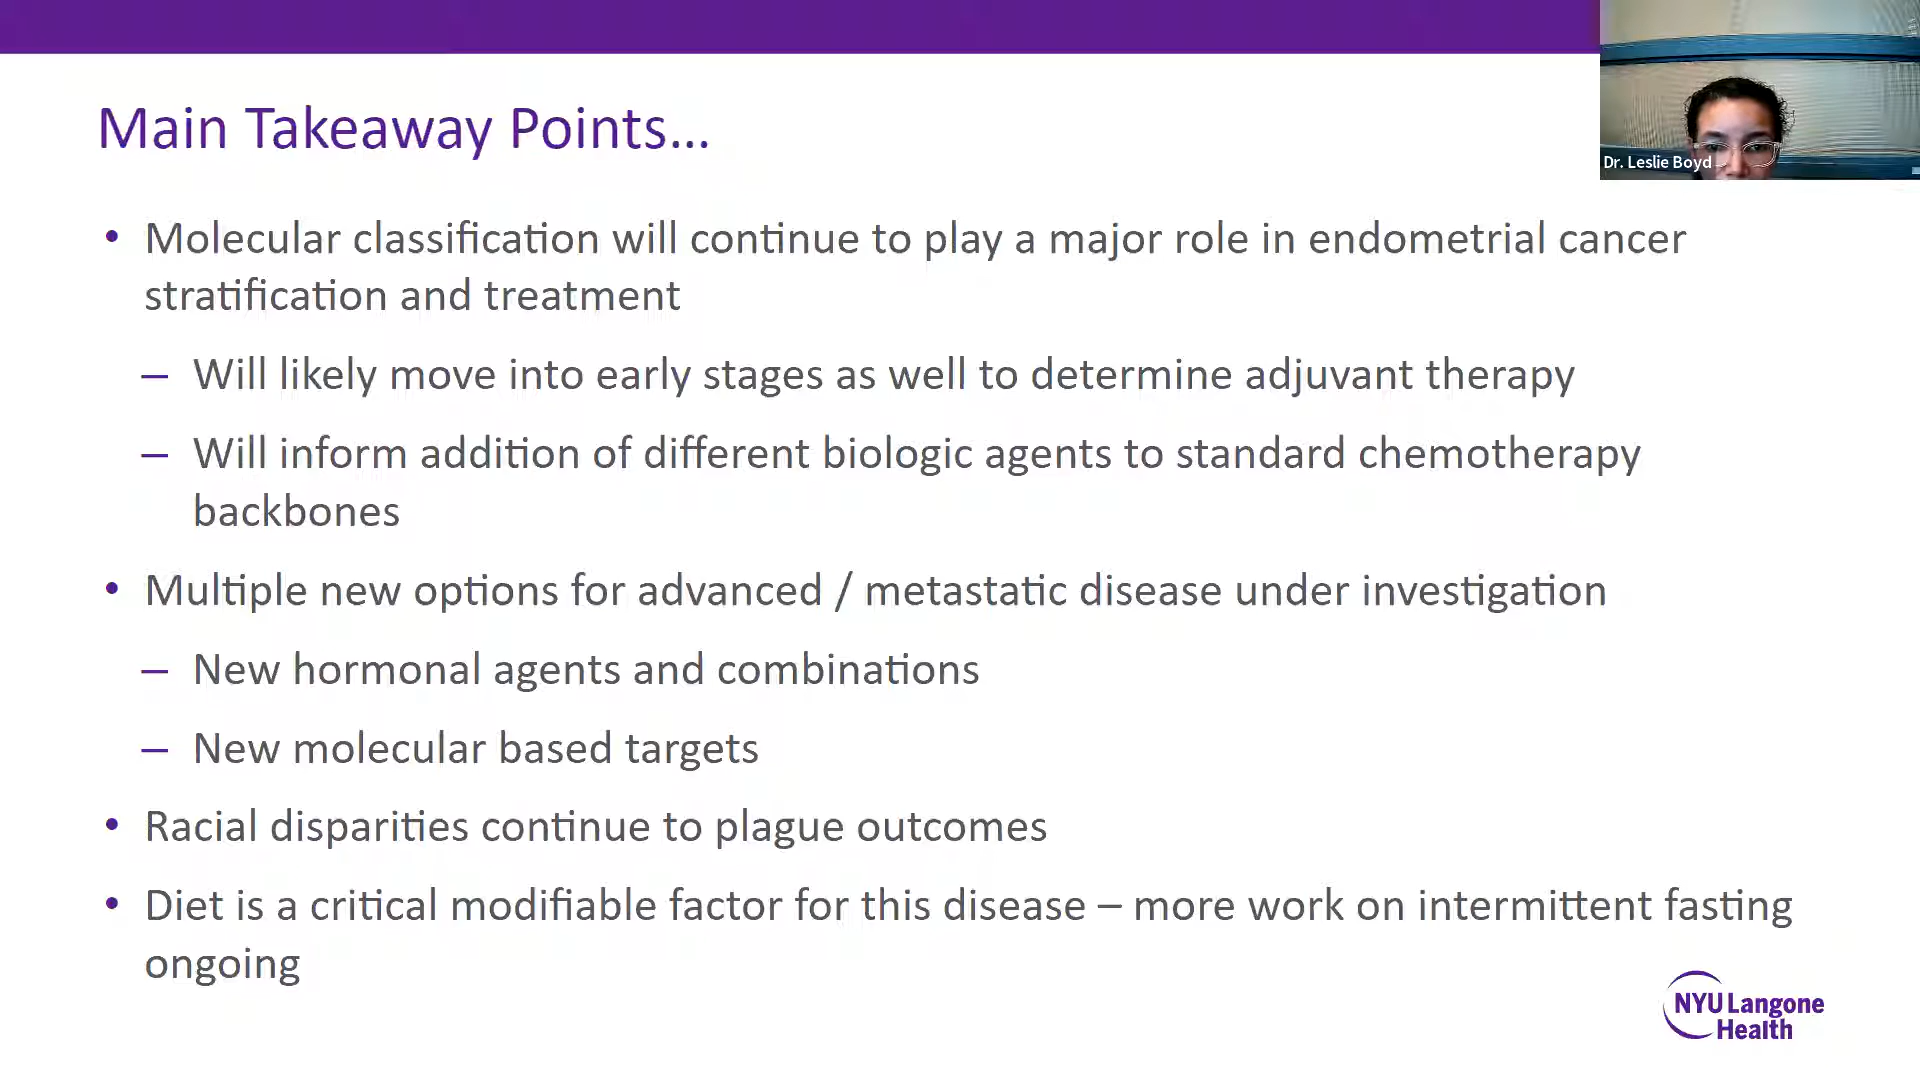 Main Takeaway Points...
Dr. Leslie Boyd
• Molecular classification will continue to play a major role in endometrial cancer
stratification and treatment
– Will likely move into early stages as well to determine adjuvant therapy
– Will inform addition of different biologic agents to standard chemotherapy
backbones
• Multiple new options for advanced / metastatic disease under investigation
– New hormonal agents and combinations
– New molecular based targets
• Racial disparities continue to plague outcomes
• Diet is a critical modifiable factor for this disease – more work on intermittent fasting
ongoing
NYU Langone
Health